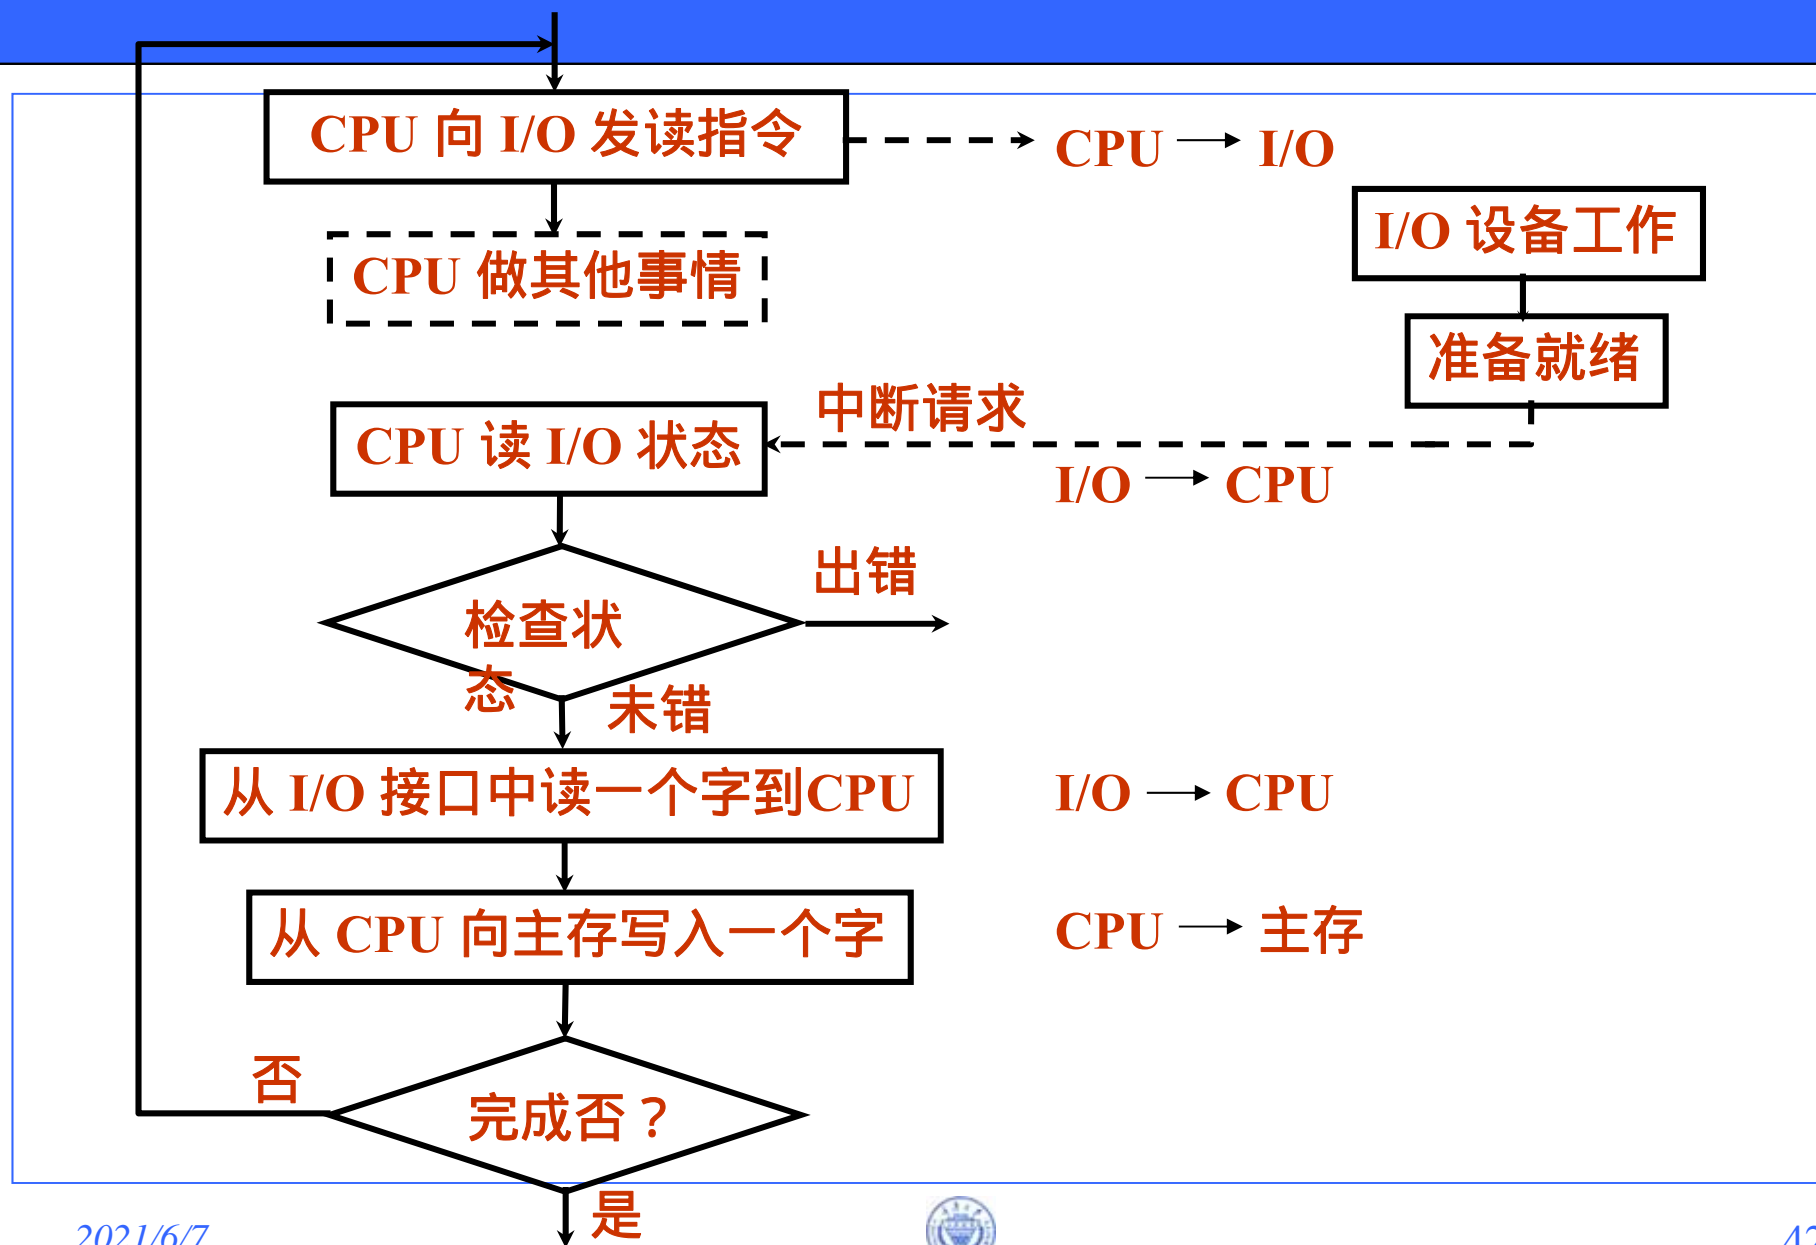 CPU 向 I/O 发读指令
CPU → I/O
I/O 设备工作
CPU 做其他事情
准备就绪
中断请求
CPU 读 I/O 状态
I/O → CPU
出错
检查状
态
未错
从 I/O 接口中读一个字到CPU
I/O → CPU
从 CPU 向主存写入一个字
CPU → 主存
否
完成否？
是
2021/6/7
42